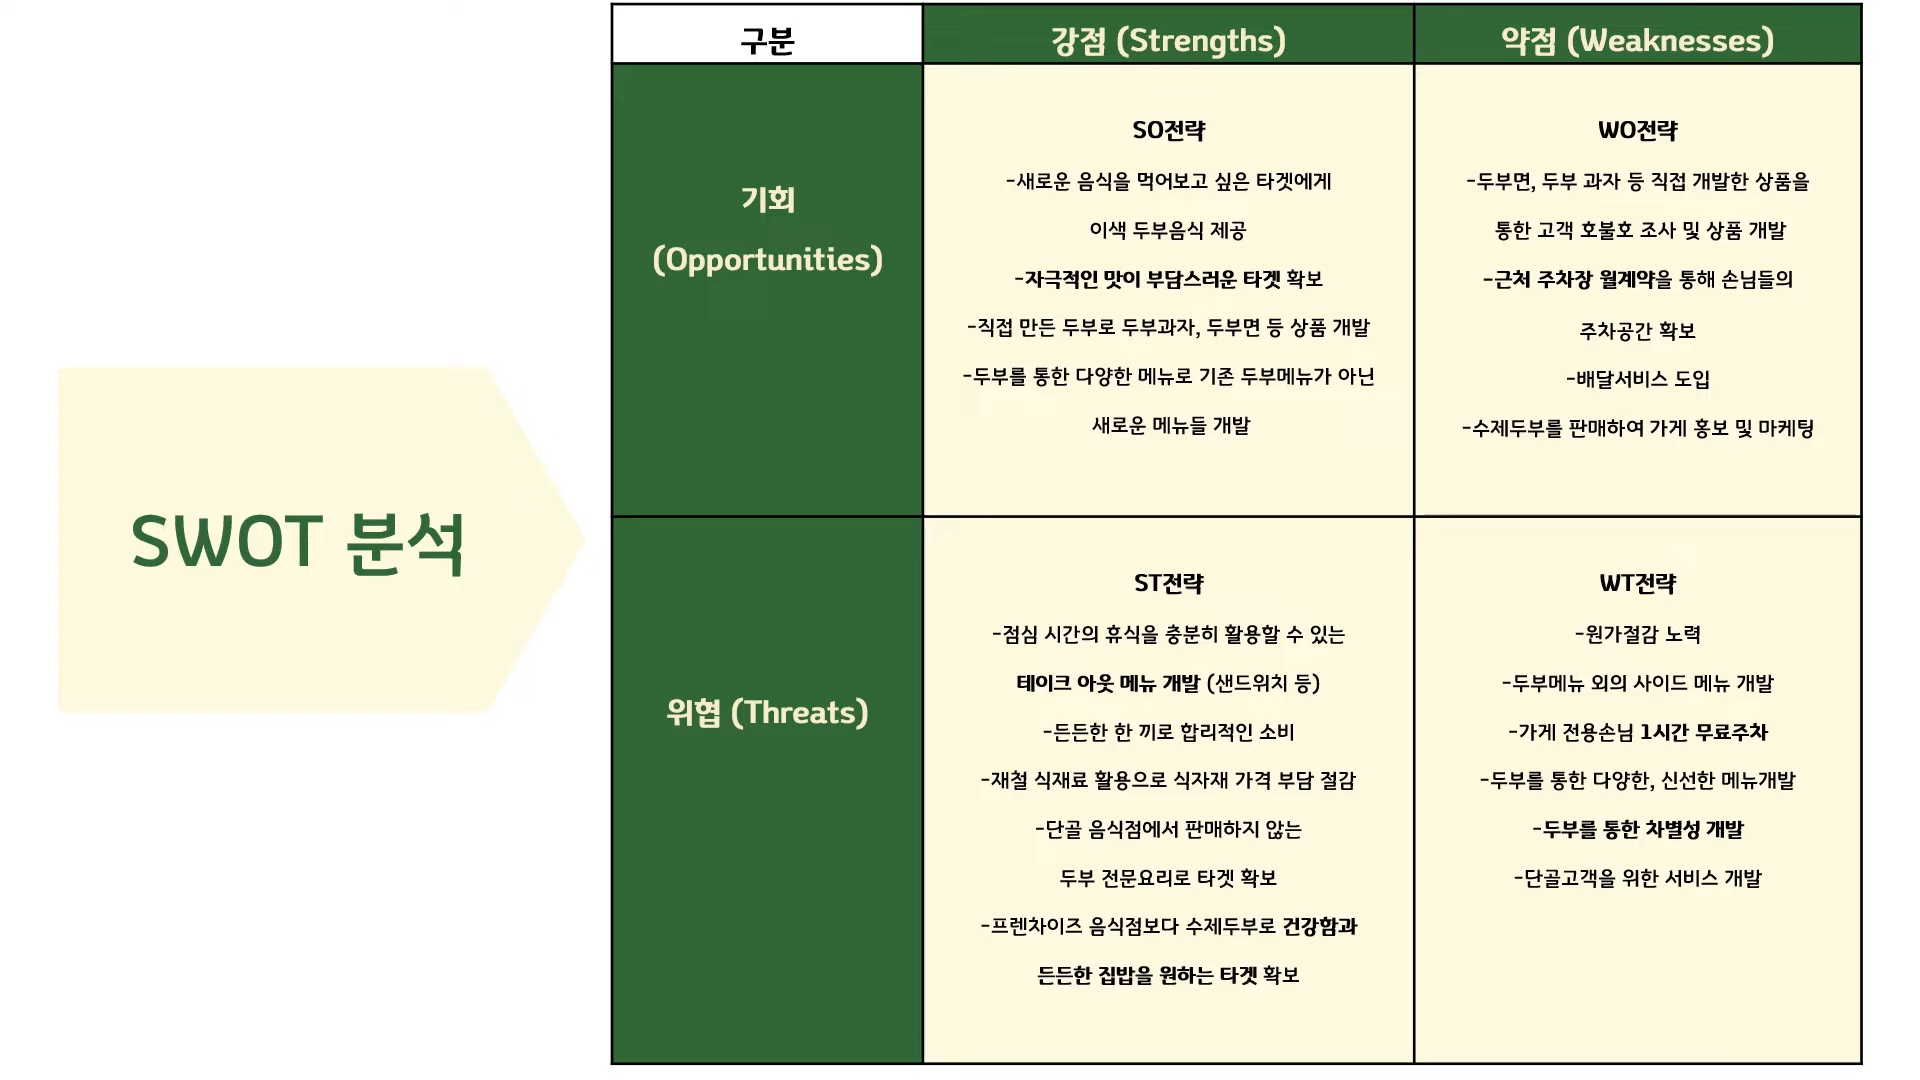 SWOT 분석
구분
강점 (Strengths)
약점 (Weaknesses)
기회
(Opportunities)
SO전략
-새로운 음식을 먹어보고 싶은 타겟에게
이색 두부음식 제공
-자극적인 맛이 부담스러운 타겟 확보
-직접 만든 두부로 두부과자, 두부면 등 상품 개발
-두부를 통한 다양한 메뉴로 기존 두부메뉴가 아닌
새로운 메뉴들 개발
WO전략
-두부면, 두부 과자 등 직접 개발한 상품을
통한 고객 호불호 조사 및 상품 개발
-근처 주차장 월계약을 통해 손님들의
주차공간 확보
-배달서비스 도입
-수제두부를 판매하여 가게 홍보 및 마케팅
위협 (Threats)
ST전략
-점심 시간의 휴식을 충분히 활용할 수 있는
테이크 아웃 메뉴 개발 (샌드위치 등)
-든든한 한 끼로 합리적인 소비
-재철 식재료 활용으로 식자재 가격 부담 절감
-단골 음식점에서 판매하지 않는
두부 전문요리로 타겟 확보
-프렌차이즈 음식점보다 수제두부로 건강함과
든든한 집밥을 원하는 타겟 확보
WT전략
-원가절감 노력
-두부메뉴 외의 사이드 메뉴 개발
-가게 전용손님 1시간 무료주차
-두부를 통한 다양한, 신선한 메뉴개발
-두부를 통한 차별성 개발
-단골고객을 위한 서비스 개발